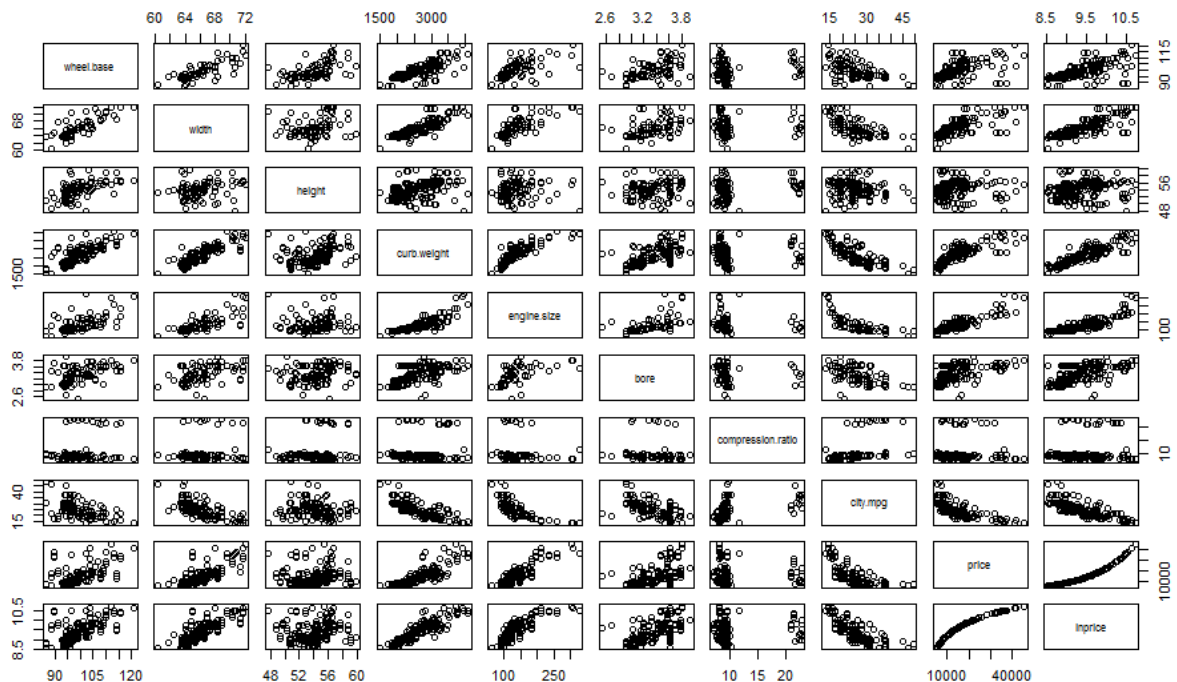 60 64 68 72 1500 3000 2.6 3.2 3.8 15 30 45 8.5 9.5 10.5
wheel.base 90 105 115
60 68 width
height 48 56
1500 curb.weight
engine.size 100
2.6 3.8 bore
compression.ratio 10
15 40 city.mpg
price 10000
8.5 10.5 lnprice
90 105 120 48 52 56 60 100 250 10 15 20 10000 40000